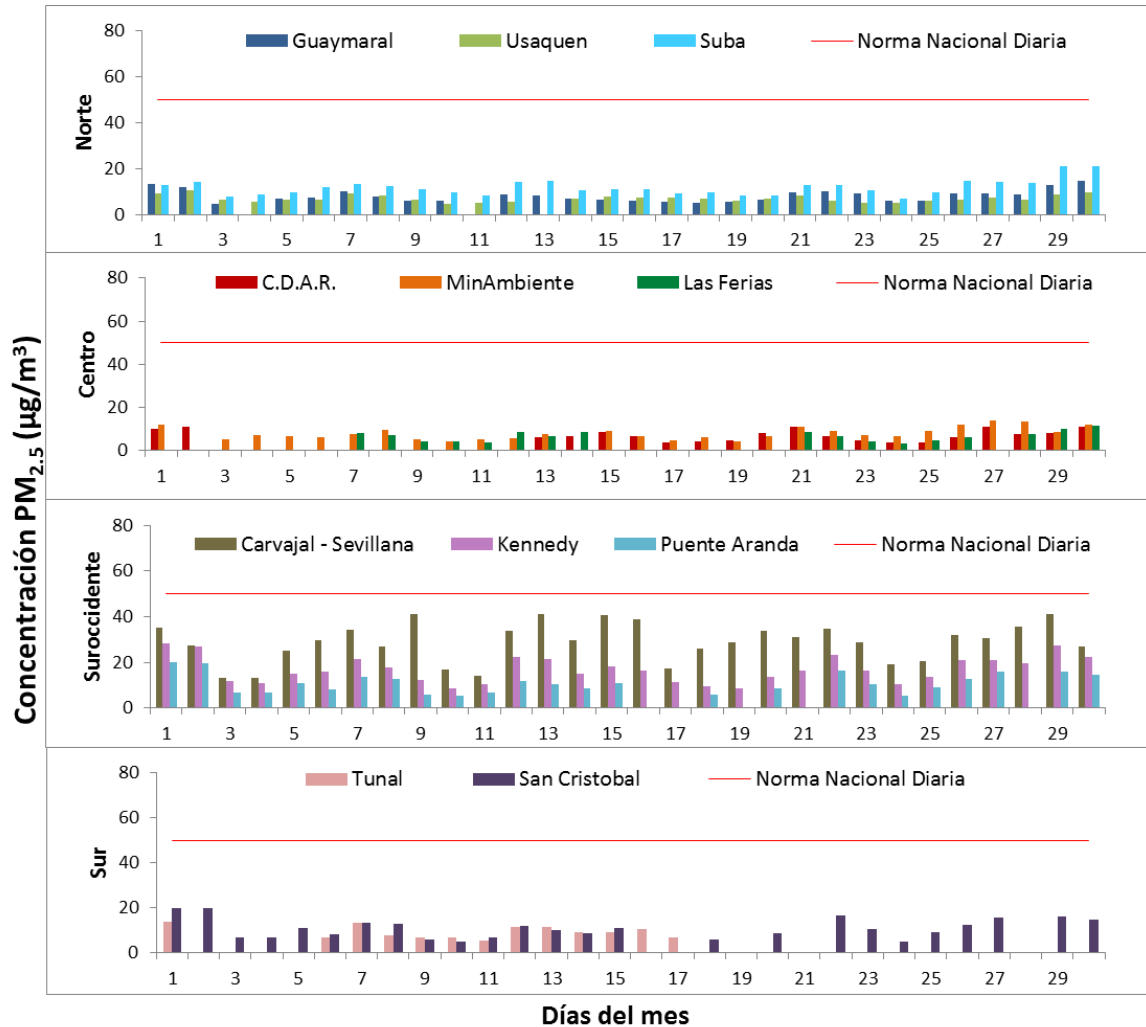 Concentración PM2.5 (µg/m³)
Norte
Guaymaral Usaquen Suba Norma Nacional Diaria
80
60
40
20
0
1 3 5 7 9 11 13 15 17 19 21 23 25 27 29
Centro
C.D.A.R. MinAmbiente Las Ferias Norma Nacional Diaria
80
60
40
20
0
1 3 5 7 9 11 13 15 17 19 21 23 25 27 29
Suroccidente
Carvajal - Sevillana Kennedy Puente Aranda Norma Nacional Diaria
80
60
40
20
0
1 3 5 7 9 11 13 15 17 19 21 23 25 27 29
Sur
Tunal San Cristobal Norma Nacional Diaria
80
60
40
20
0
1 3 5 7 9 11 13 15 17 19 21 23 25 27 29
Días del mes